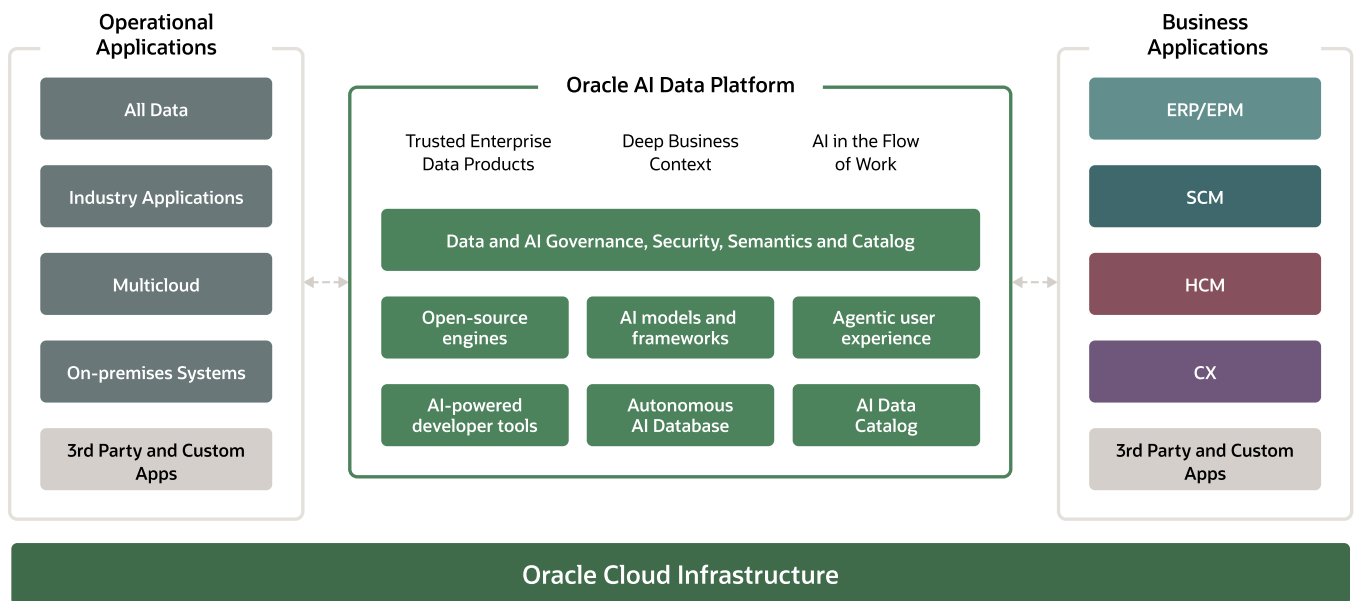 Operational
Applications
All Data
Industry Applications
Multicloud
On-premises Systems
3rd Party and Custom
Apps
Oracle AI Data Platform
Trusted Enterprise
Data Products
Deep Business
Context
AI in the Flow
of Work
Data and AI Governance, Security, Semantics and Catalog
Open-source
engines
AI models and
frameworks
Agentic user
experience
AI-powered
developer tools
Autonomous
AI Database
AI Data
Catalog
Business
Applications
ERP/EPM
SCM
HCM
CX
3rd Party and Custom
Apps
Oracle Cloud Infrastructure